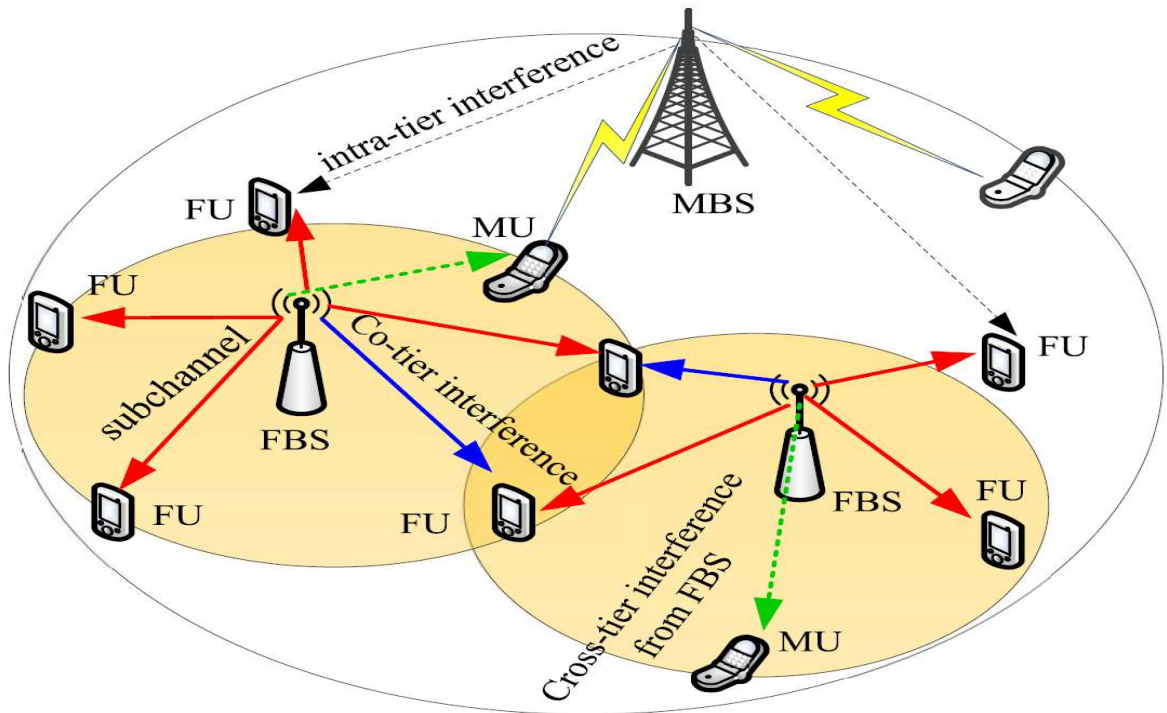 intra-tier interference
MBS
FU
MU
FU
subchannel
Co-tier interference
FBS
FU
FU
FU
FBS
FU
Cross-tier interference
from FBS
MU